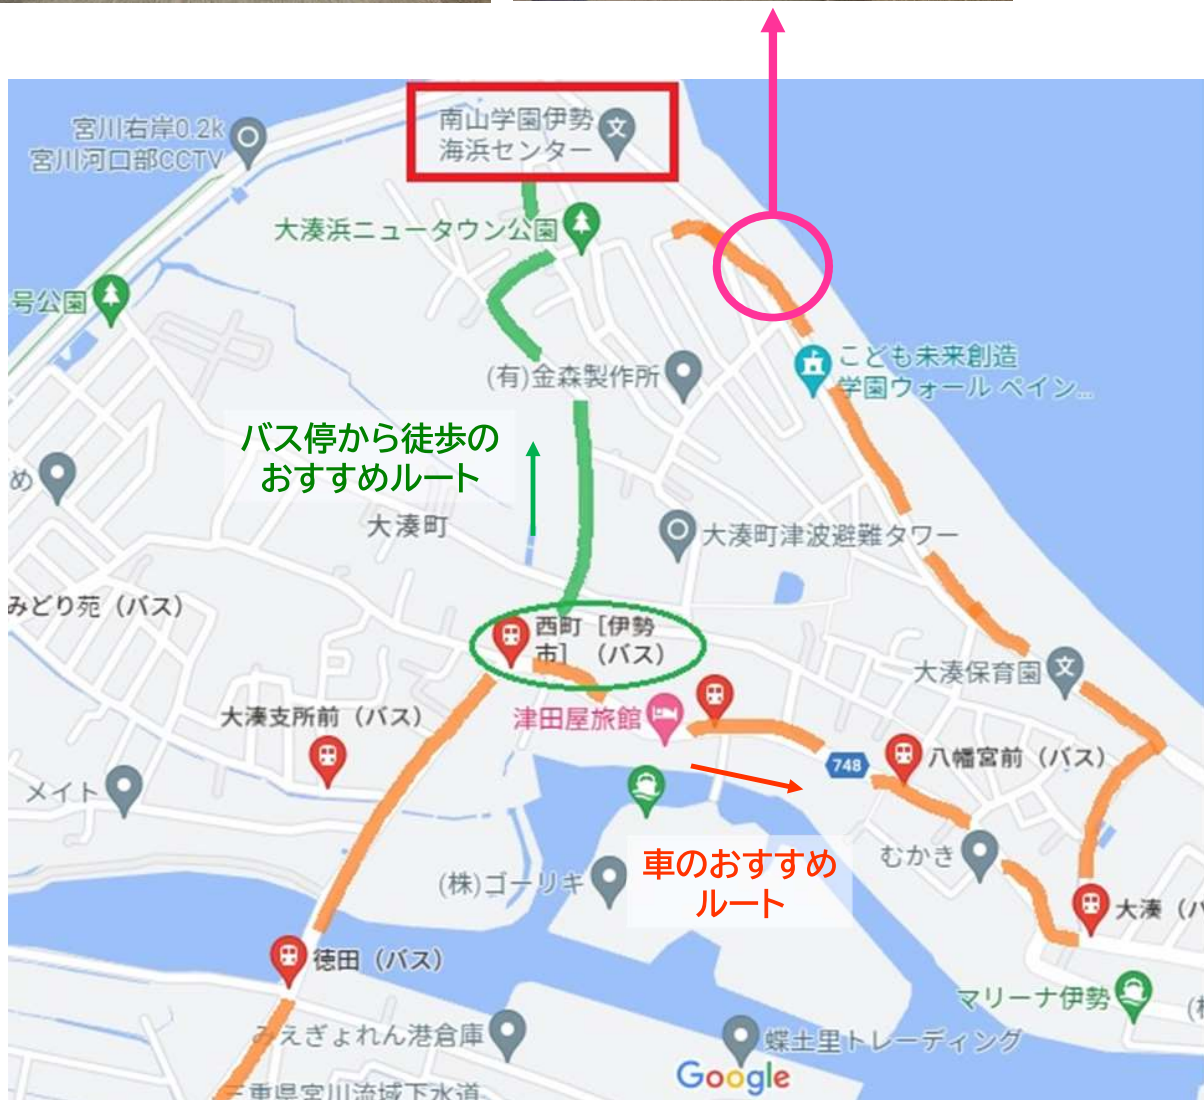 宮川右岸0.2k
宮川河口部CCTV
南山学園伊勢
海浜センター
大湊浜ニュータウン公園
号公園
こども未来創造
学園ウォール ペイン...
(有)金森製作所
バス停から徒歩の
おすすめルート
め
大湊町
大湊町津波避難タワー
みどり苑（バス）
西町［伊勢
市］（バス）
大湊保育園
大湊支所前（バス）
津田屋旅館
748
八幡宮前（バス）
メイト
車のおすすめ
ルート
むかき
(株)ゴーリキ
大湊（バ
徳田（バス）
マリーナ伊勢
みえぎょれん港倉庫
蝶土里トレーディング
Google
三重県宮川流域下水道